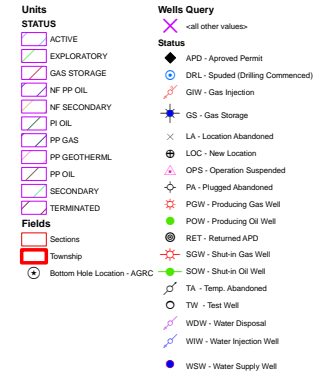 Units
STATUS
ACTIVE
EXPLORATORY
GAS STORAGE
NF PP OIL
NF SECONDARY
PI OIL
PP GAS
PP GEOTHERML
PP OIL
SECONDARY
TERMINATED
Fields
Sections
Township
Bottom Hole Location - AGRC
Wells Query
<all other values>
Status
APD - Aproved Permit
DRL - Spuded (Drilling Commenced)
GIW - Gas Injection
GS - Gas Storage
LA - Location Abandoned
LOC - New Location
OPS - Operation Suspended
PA - Plugged Abandoned
PGW - Producing Gas Well
POW - Producing Oil Well
RET - Returned APD
SGW - Shut-in Gas Well
SOW - Shut-in Oil Well
TA - Temp. Abandoned
TW - Test Well
WDW - Water Disposal
WIW - Water Injection Well
WSW - Water Supply Well